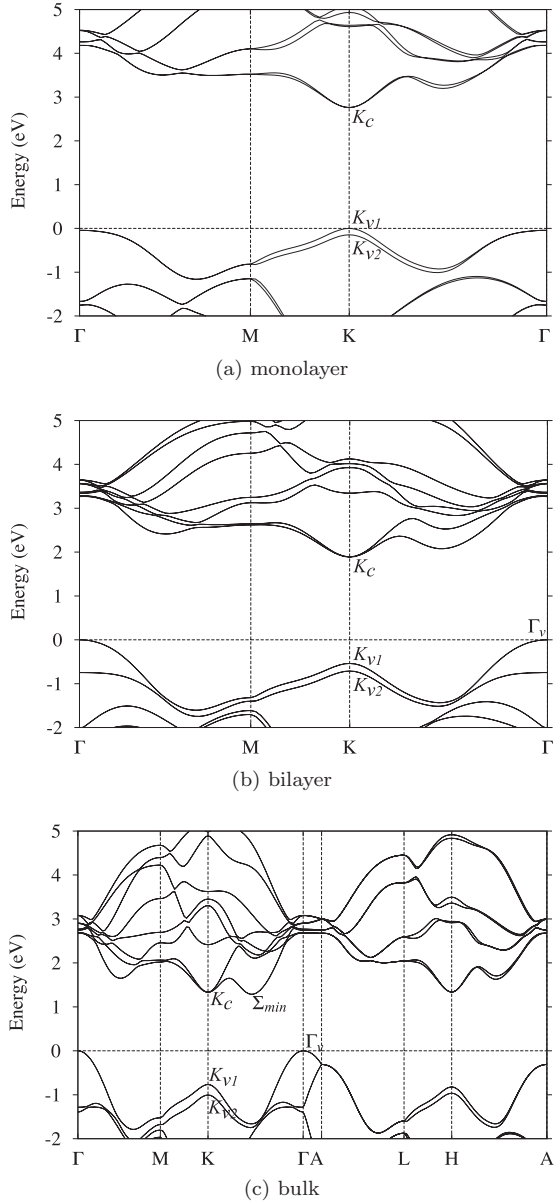 5
4
3
2
1
0
-1
-2
Energy (eV)
K_c
K_v1
K_v2
Γ M K Γ
(a) monolayer
5
4
3
2
1
0
-1
-2
Energy (eV)
K_c
Γ_v
K_v1
K_v2
Γ M K Γ
(b) bilayer
5
4
3
2
1
0
-1
-2
Energy (eV)
K_c Σ_min
Γ_v
K_v1
K_v2
Γ M K Γ A L H A
(c) bulk